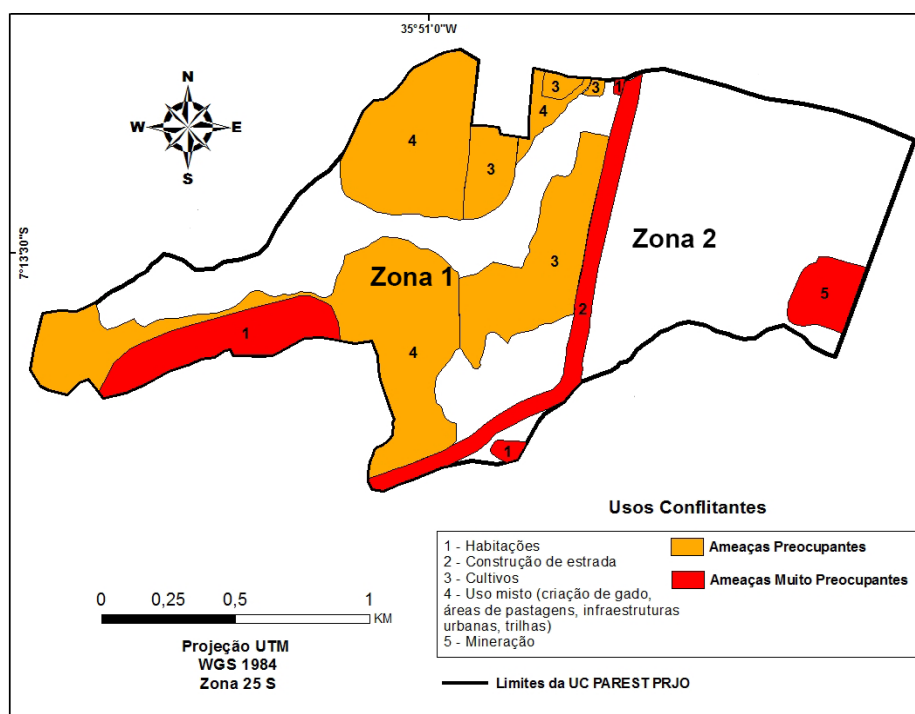 35°51'0"W
N
W
E
S
7°13'30"S
3
3
1
4
4
3
Zona 2
3
Zona 1
5
2
1
4
1
Usos Conflitantes
1 - Habitações
2 - Construção de estrada
3 - Cultivos
4 - Uso misto (criação de gado,
áreas de pastagens, infraestruturas
urbanas, trilhas)
5 - Mineração
Ameaças Preocupantes
Ameaças Muito Preocupantes
0 0,25 0,5 1
KM
Projeção UTM
WGS 1984
Zona 25 S
Limites da UC PAREST PRJO